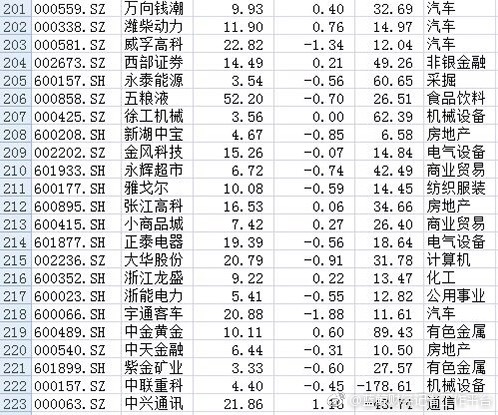 201 000559.SZ 万向钱潮 9.93 0.40 32.69 汽车
202 000338.SZ 潍柴动力 11.90 0.76 14.97 汽车
203 000581.SZ 威孚高科 22.82 -1.34 12.04 汽车
204 002673.SZ 西部证券 14.49 0.21 49.26 非银金融
205 600157.SH 永泰能源 3.54 -0.56 60.65 采掘
206 000858.SZ 五粮液 52.20 -0.70 26.51 食品饮料
207 000425.SZ 徐工机械 3.56 0.00 62.39 机械设备
208 600208.SH 新湖中宝 4.67 -0.85 6.58 房地产
209 002202.SZ 金风科技 15.26 -0.07 14.84 电气设备
210 601933.SH 永辉超市 6.72 -0.74 42.49 商业贸易
211 600177.SH 雅戈尔 10.08 -0.59 14.45 纺织服装
212 600895.SH 张江高科 16.53 0.06 34.66 房地产
213 600415.SH 小商品城 7.42 0.27 26.40 商业贸易
214 601877.SH 正泰电器 19.39 -0.56 18.64 电气设备
215 002236.SZ 大华股份 20.79 -0.91 31.78 计算机
216 600352.SH 浙江龙盛 9.22 0.22 13.47 化工
217 600023.SH 浙能电力 5.41 -0.55 12.82 公用事业
218 600066.SH 宇通客车 20.88 -1.88 11.61 汽车
219 600489.SH 中金黄金 10.11 0.60 89.43 有色金属
220 000540.SZ 中天金融 6.44 -0.31 10.50 房地产
221 601899.SH 紫金矿业 3.33 -0.60 27.57 有色金属
222 000157.SZ 中联重科 4.40 -0.45 -178.61 机械设备
223 000063.SZ 中兴通讯 21.86 -43.74 通信